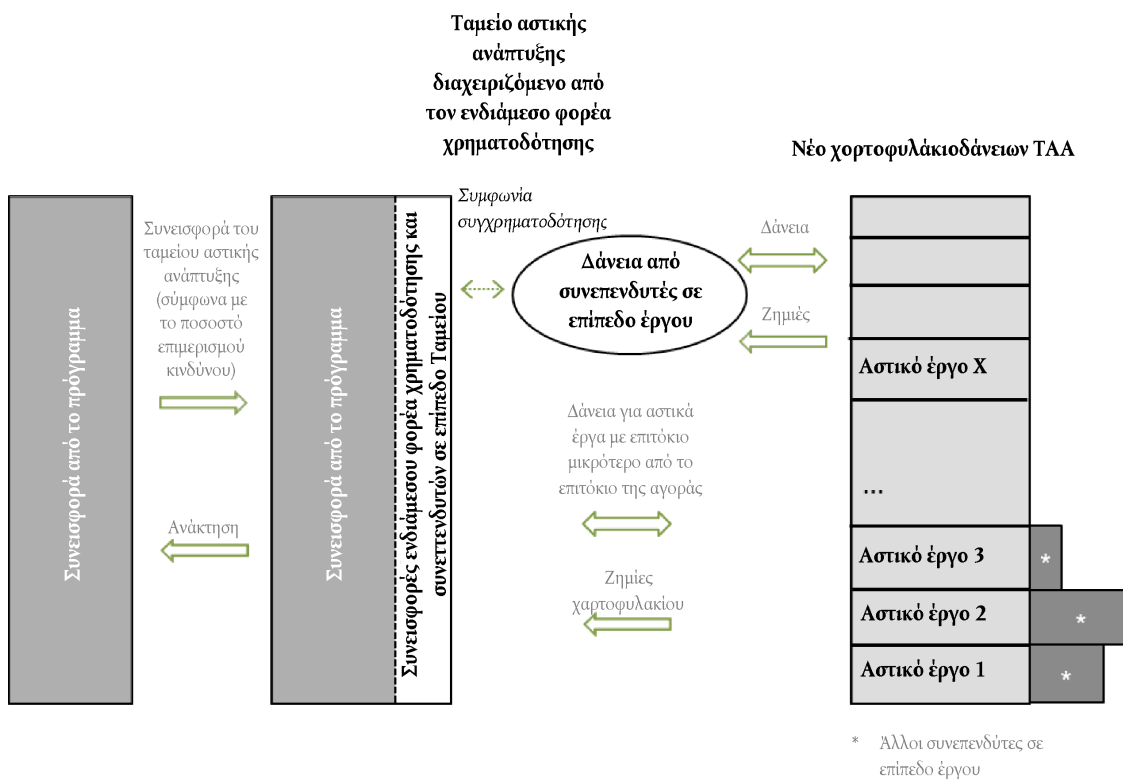 Ταμείο αστικής
ανάπτυξης
διαχειριζόμενο από
τον ενδιάμεσο φορέα
χρηματοδότησης
Νέο χορτοφυλάκιοδάνειων ΤΑΑ
Συνεισφορά από το πρόγραμμα
Συνεισφορά του
ταμείου αστικής
ανάπτυξης
(σύμφωνα με
το ποσοστό
επιμερισμού
κινδύνου)
Ανάκτηση
Συνεισφορά από το πρόγραμμα
Συνεισφορές ενδιάμεσου φορέα χρηματοδότησης και
συνεττενδυτών σε επίπεδο Ταμείου
Συμφωνία
συγχρηματοδότησης
Δάνεια από
συνεπενδυτές σε
επίπεδο έργου
Δάνεια
Ζημιές
Δάνεια για αστικά
έργα με επιτόκιο
μικρότερο από το
επιτόκιο της αγοράς
Ζημίες
χαρτοφυλακίου
Αστικό έργο X
...
Αστικό έργο 3
*
Αστικό έργο 2
*
Αστικό έργο 1
*
* Άλλοι συνεπενδύτες σε
επίπεδο έργου